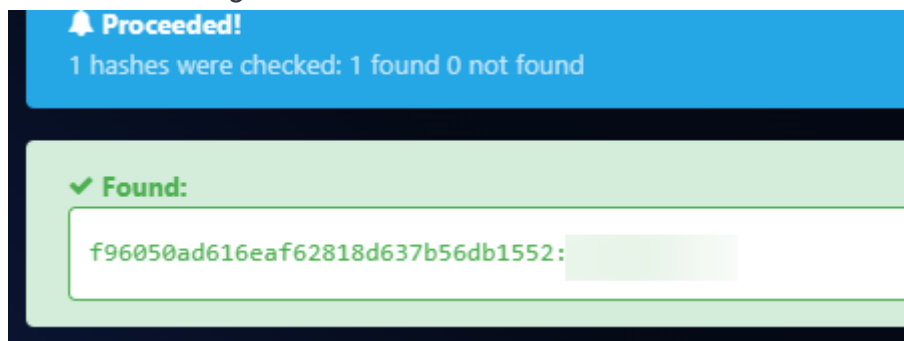 Proceeded!
1 hashes were checked: 1 found 0 not found
Found:
f96050ad616eaf62818d637b56db1552: